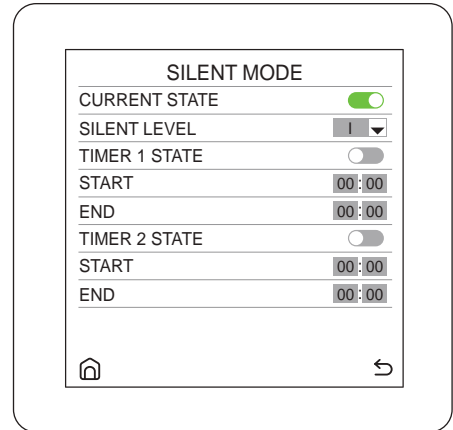 SILENT MODE
CURRENT STATE
SILENT LEVEL I
TIMER 1 STATE
START 00:00
END 00:00
TIMER 2 STATE
START 00:00
END 00:00